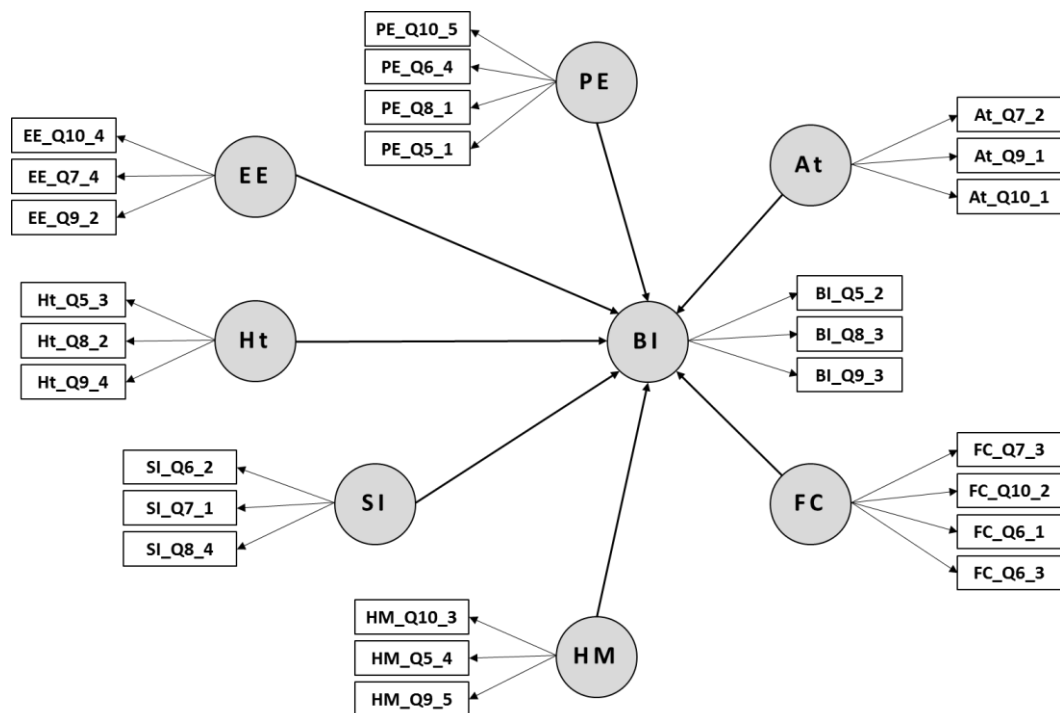 PE_Q10_5
PE_Q6_4
PE_Q8_1
PE_Q5_1
PE
At_Q7_2
At_Q9_1
At_Q10_1
At
EE_Q10_4
EE_Q7_4
EE_Q9_2
EE
Ht_Q5_3
Ht_Q8_2
Ht_Q9_4
Ht
BI
BI_Q5_2
BI_Q8_3
BI_Q9_3
SI_Q6_2
SI_Q7_1
SI_Q8_4
SI
FC
FC_Q7_3
FC_Q10_2
FC_Q6_1
FC_Q6_3
HM_Q10_3
HM_Q5_4
HM_Q9_5
HM